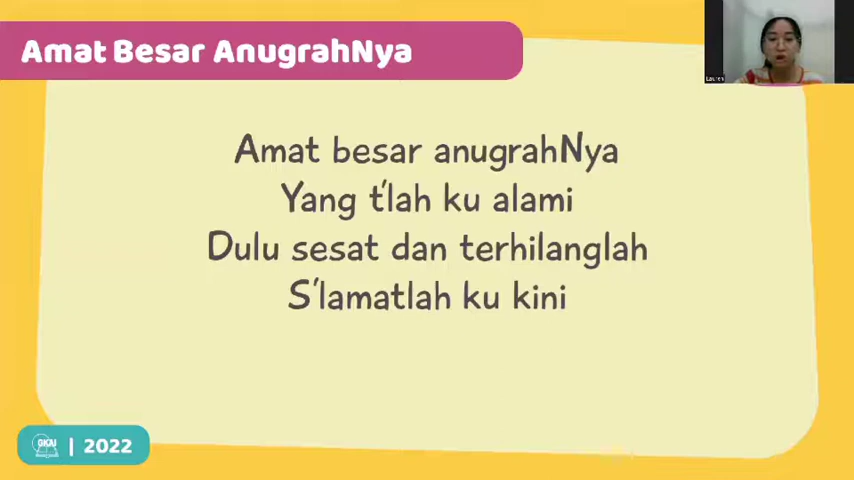 Amat Besar AnugrahNya
Lauren
Amat besar anugrahNya
Yang t'lah ku alami
Dulu sesat dan terhilanglah
S'lamatlah ku kini
GKAI | 2022